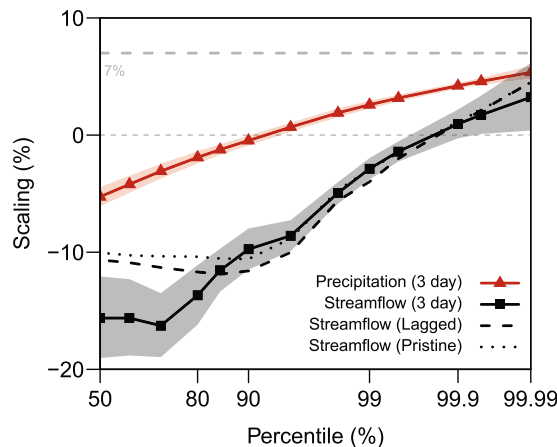 10
7%
0
Scaling (%)
−10
Precipitation (3 day)
Streamflow (3 day)
Streamflow (Lagged)
Streamflow (Pristine)
−20
50 80 90 99 99.9 99.99
Percentile (%)